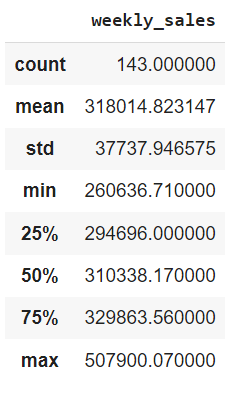 weekly_sales
count 143.000000
mean 318014.823147
std 37737.946575
min 260636.710000
25% 294696.000000
50% 310338.170000
75% 329863.560000
max 507900.070000